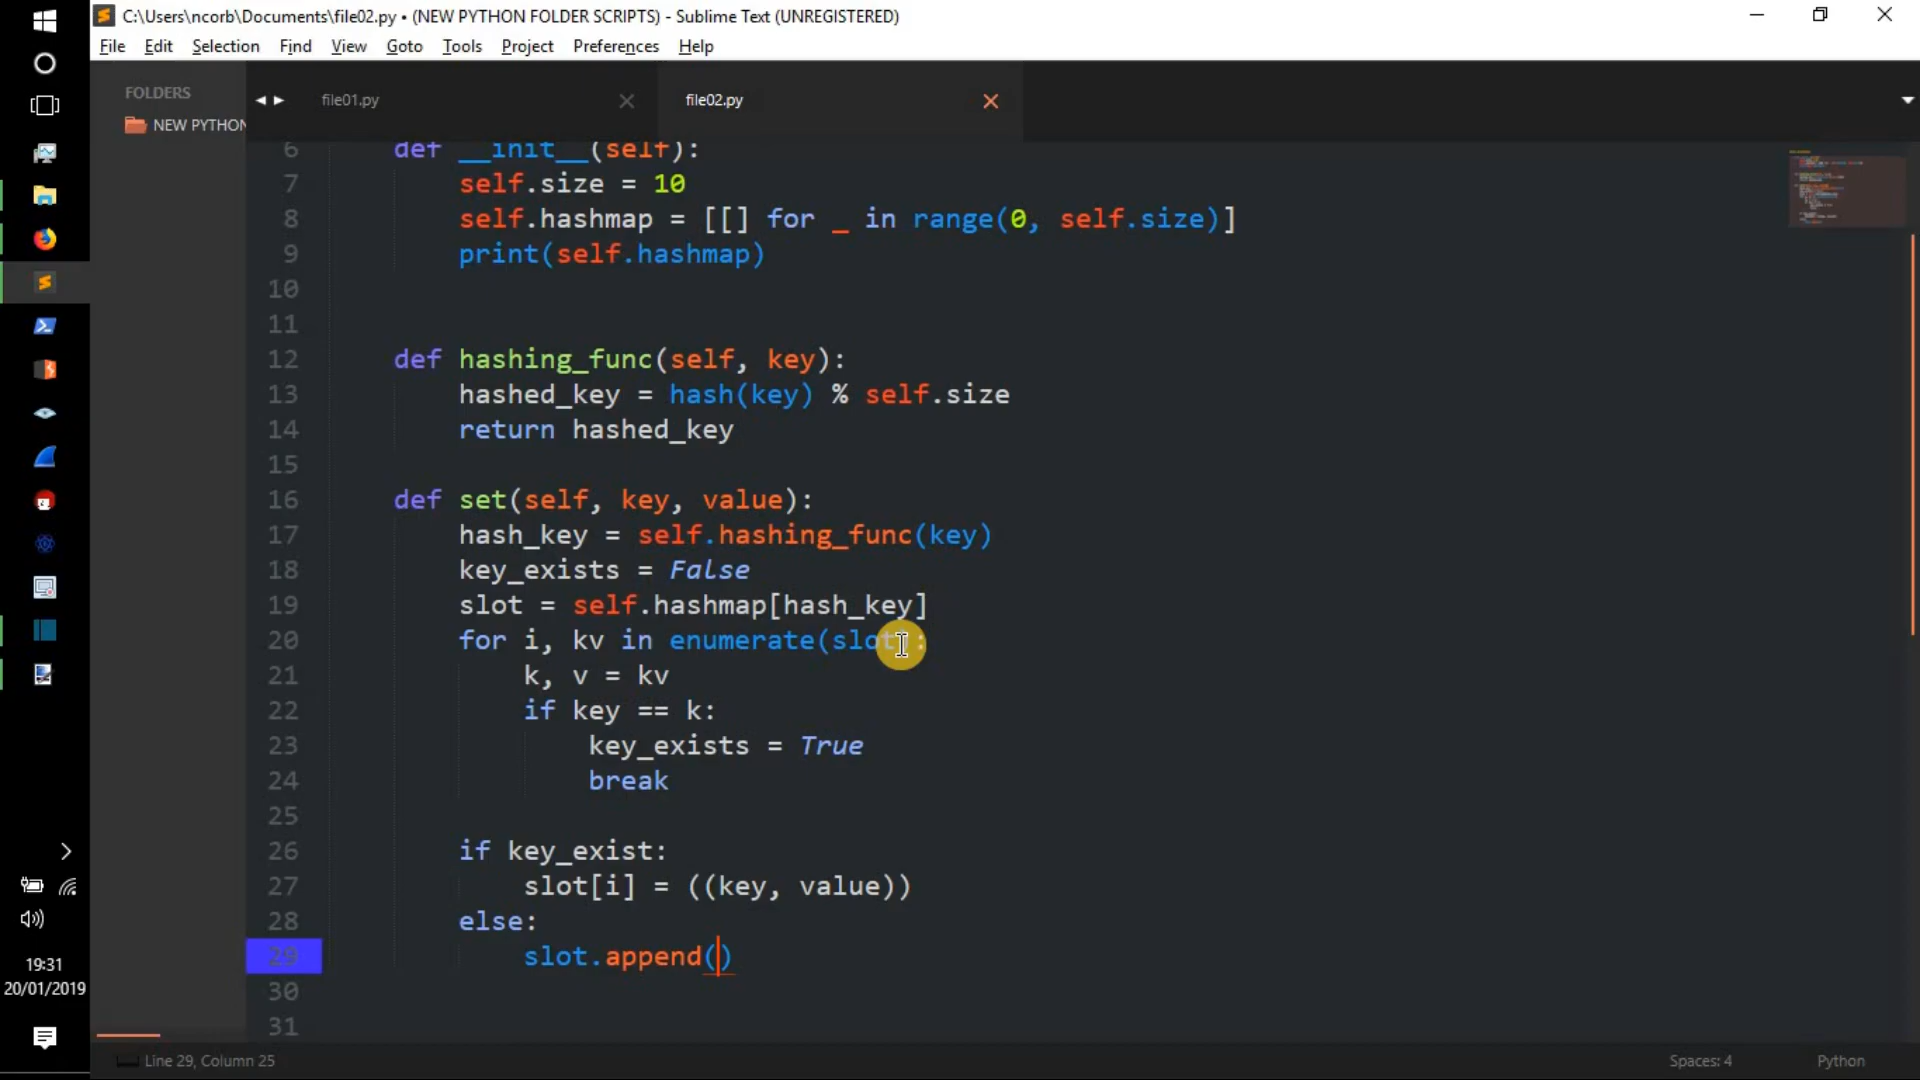 C:\Users\ncorb\Documents\file02.py • (NEW PYTHON FOLDER SCRIPTS) - Sublime Text (UNREGISTERED)
File Edit Selection Find View Goto Tools Project Preferences Help
FOLDERS
NEW PYTHON
file01.py file02.py
6 def __init__(self):
7 self.size = 10
8 self.hashmap = [[] for _ in range(0, self.size)]
9 print(self.hashmap)
10
11
12 def hashing_func(self, key):
13 hashed_key = hash(key) % self.size
14 return hashed_key
15
16 def set(self, key, value):
17 hash_key = self.hashing_func(key)
18 key_exists = False
19 slot = self.hashmap[hash_key]
20 for i, kv in enumerate(slot):
21 k, v = kv
22 if key == k:
23 key_exists = True
24 break
25
26 if key_exist:
27 slot[i] = ((key, value))
28 else:
29 slot.append()
30
31
19:31
20/01/2019
Line 29, Column 25
Spaces: 4
Python